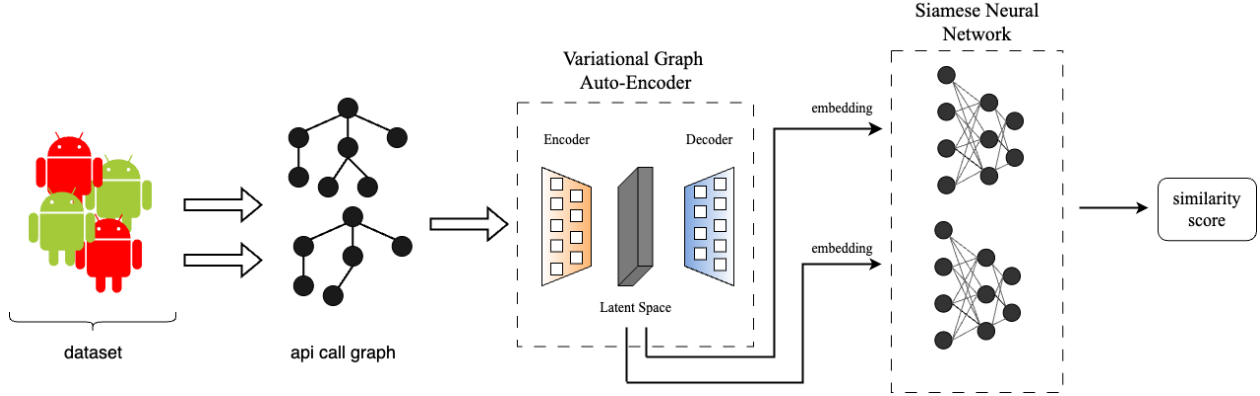 dataset
api call graph
Variational Graph
Auto-Encoder
Encoder
Decoder
Latent Space
embedding
embedding
Siamese Neural
Network
similarity
score